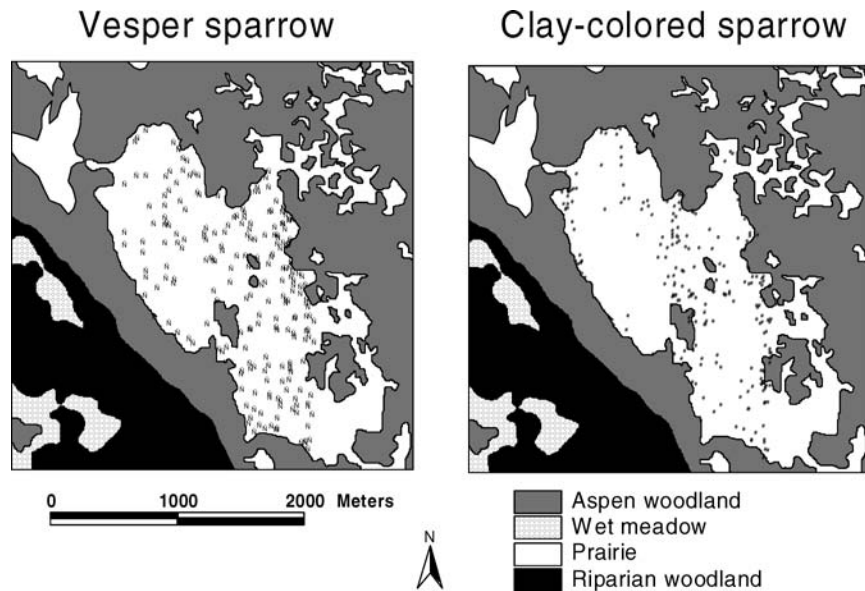 Vesper sparrow
Clay-colored sparrow
0 1000 2000 Meters
N
Aspen woodland
Wet meadow
Prairie
Riparian woodland